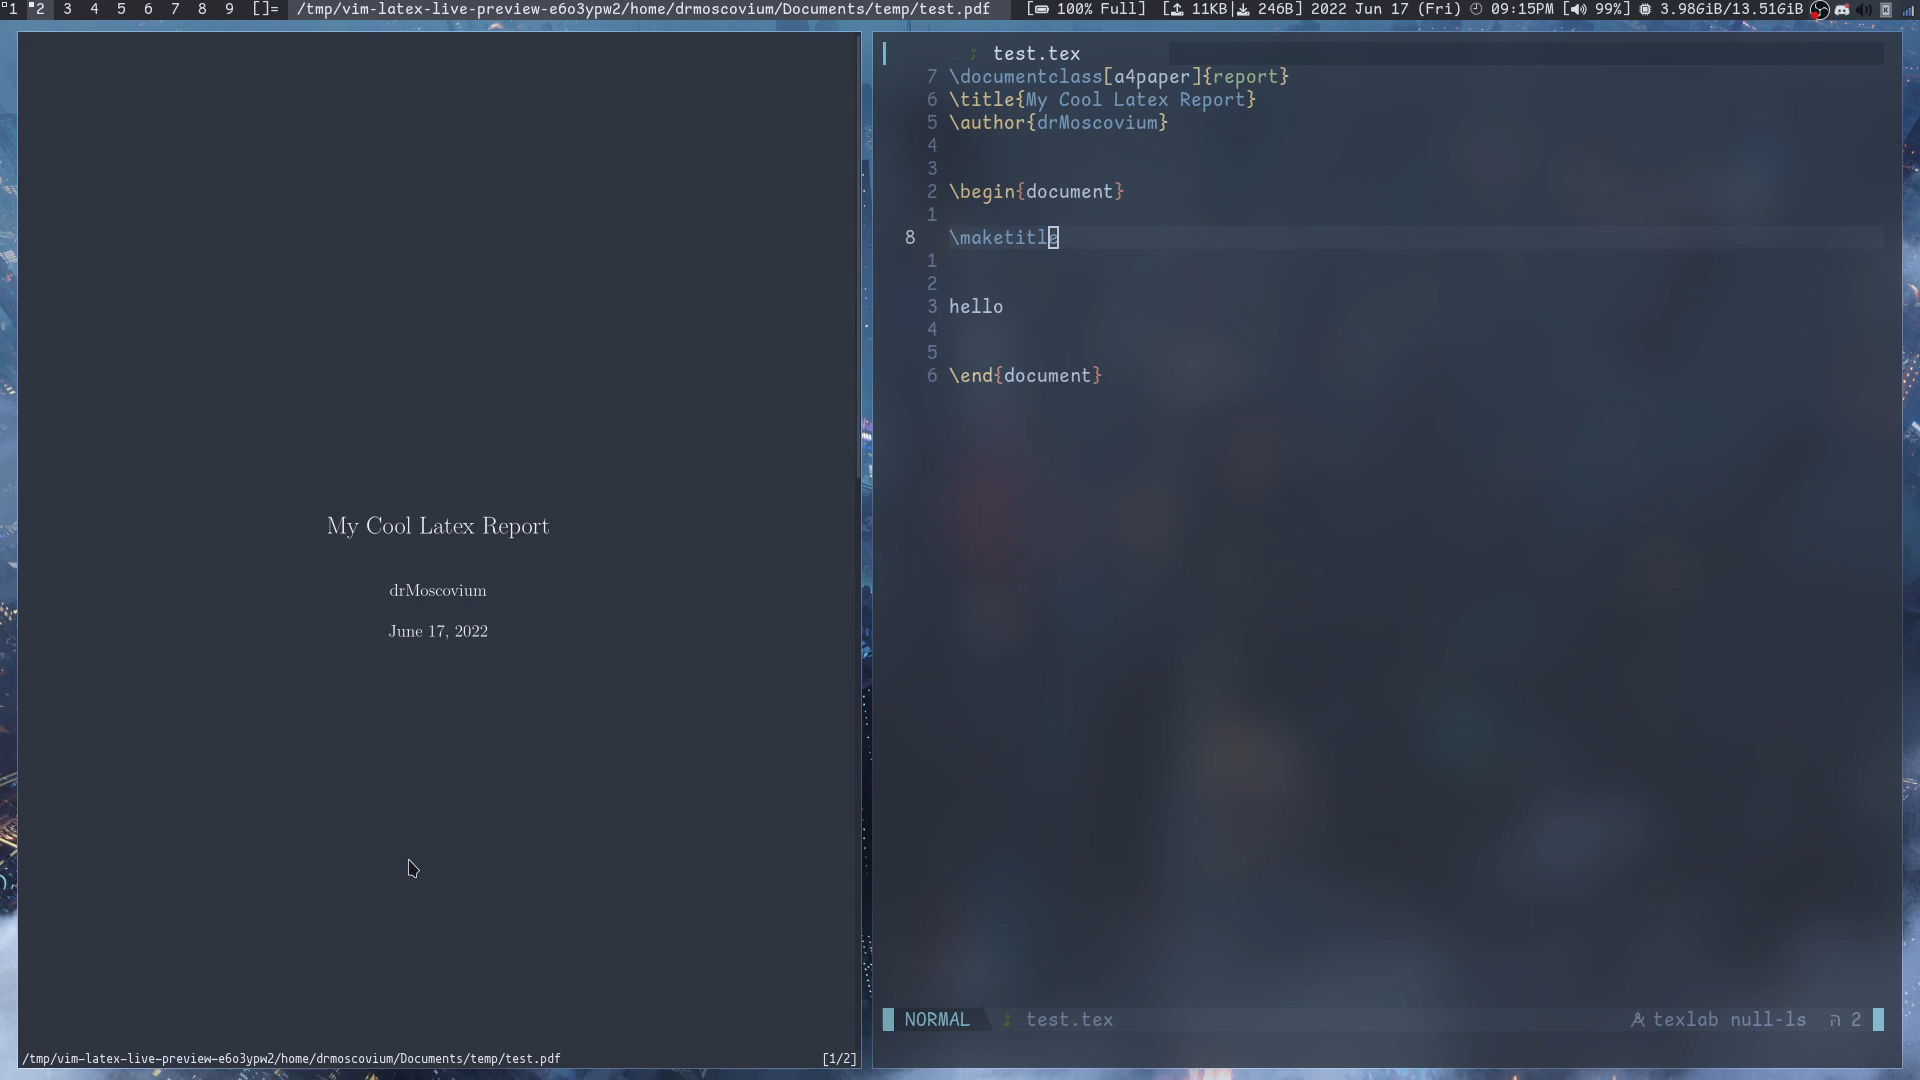 1 2 3 4 5 6 7 8 9 []= /tmp/vim-latex-live-preview-e6o3ypw2/home/drmoscovium/Documents/temp/test.pdf [ 100% Full] [ 11KB| 246B] 2022 Jun 17 (Fri) 09:15PM [ 99%] 3.98GiB/13.51GiB
My Cool Latex Report
drMoscovium
June 17, 2022
/tmp/vim-latex-live-preview-e6o3ypw2/home/drmoscovium/Documents/temp/test.pdf [1/2]
test.tex
7 \documentclass[a4paper]{report}
6 \title{My Cool Latex Report}
5 \author{drMoscovium}
4
3
2 \begin{document}
1
8 \maketitle
1
2
3 hello
4
5
6 \end{document}
NORMAL test.tex texlab null-ls 2